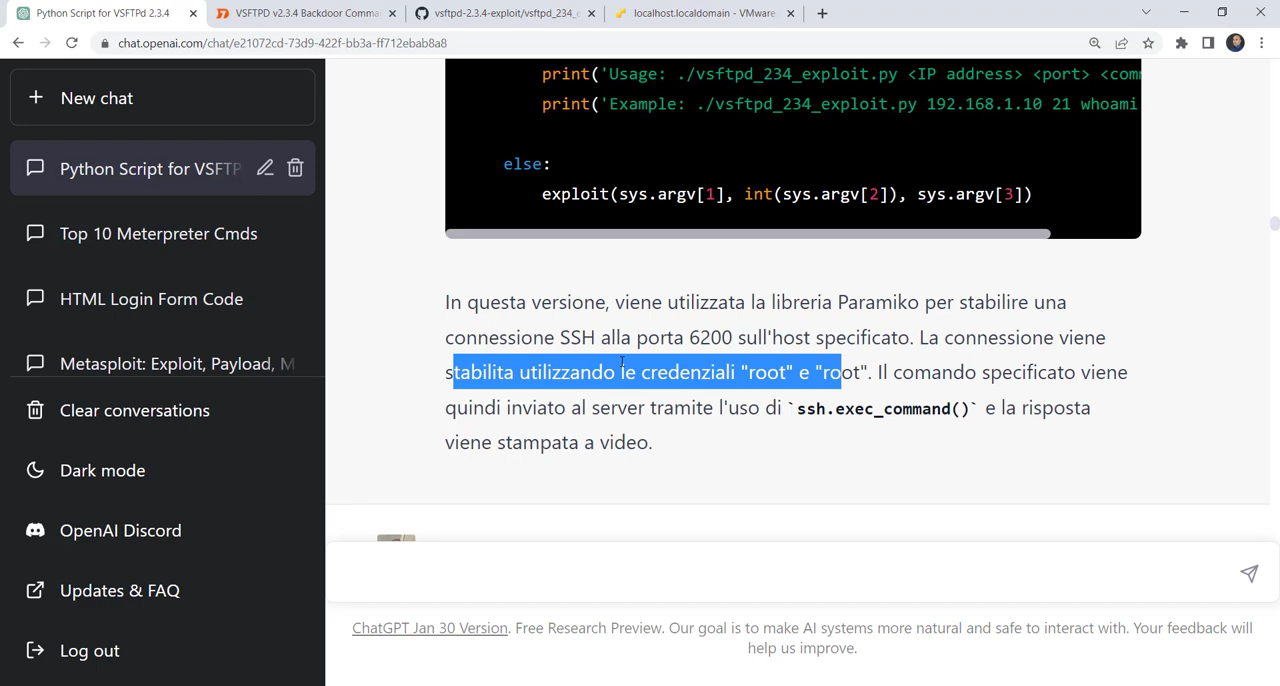 Python Script for VSFTPd 2.3.4
VSFTPD v2.3.4 Backdoor Comma
vsftpd-2.3.4-exploit/vsftpd_234_e
localhost.localdomain - VMware
chat.openai.com/chat/e21072cd-73d9-422f-bb3a-ff712ebab8a8
New chat
Python Script for VSFTP
Top 10 Meterpreter Cmds
HTML Login Form Code
Metasploit: Exploit, Payload, M
Clear conversations
Dark mode
OpenAI Discord
Updates & FAQ
Log out
print('Usage: ./vsftpd_234_exploit.py <IP address> <port> <com
print('Example: ./vsftpd_234_exploit.py 192.168.1.10 21 whoami
else:
exploit(sys.argv[1], int(sys.argv[2]), sys.argv[3])
In questa versione, viene utilizzata la libreria Paramiko per stabilire una
connessione SSH alla porta 6200 sull'host specificato. La connessione viene
stabilita utilizzando le credenziali "root" e "root". Il comando specificato viene
quindi inviato al server tramite l'uso di `ssh.exec_command()` e la risposta
viene stampata a video.
ChatGPT Jan 30 Version. Free Research Preview. Our goal is to make AI systems more natural and safe to interact with. Your feedback will
help us improve.